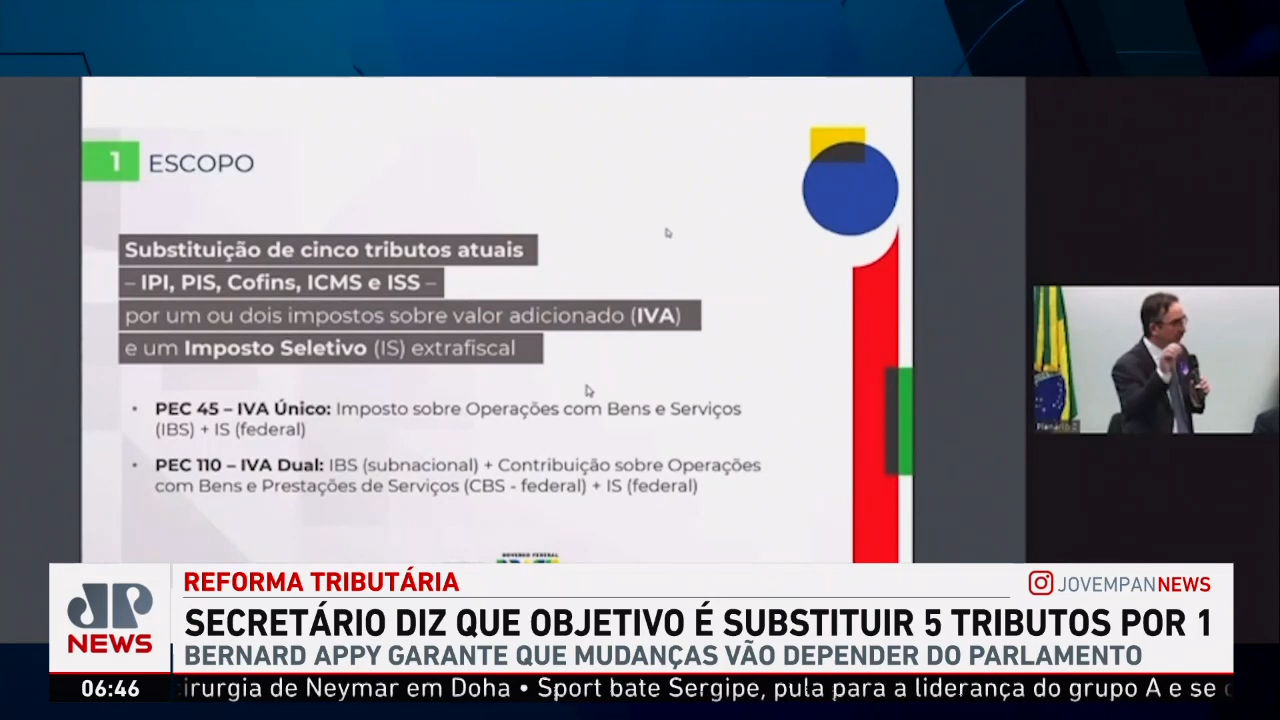 1 ESCOPO
Substituição de cinco tributos atuais
– IPI, PIS, Cofins, ICMS e ISS –
por um ou dois impostos sobre valor adicionado (IVA)
e um Imposto Seletivo (IS) extrafiscal
• PEC 45 – IVA Único: Imposto sobre Operações com Bens e Serviços
(IBS) + IS (federal)
• PEC 110 – IVA Dual: IBS (subnacional) + Contribuição sobre Operações
com Bens e Prestações de Serviços (CBS - federal) + IS (federal)
GOVERNO FEDERAL
Plenário 2
JP
NEWS
REFORMA TRIBUTÁRIA
JOVEMPANNEWS
SECRETÁRIO DIZ QUE OBJETIVO É SUBSTITUIR 5 TRIBUTOS POR 1
BERNARD APPY GARANTE QUE MUDANÇAS VÃO DEPENDER DO PARLAMENTO
06:46
irurgia de Neymar em Doha • Sport bate Sergipe, pula para a liderança do grupo A e se